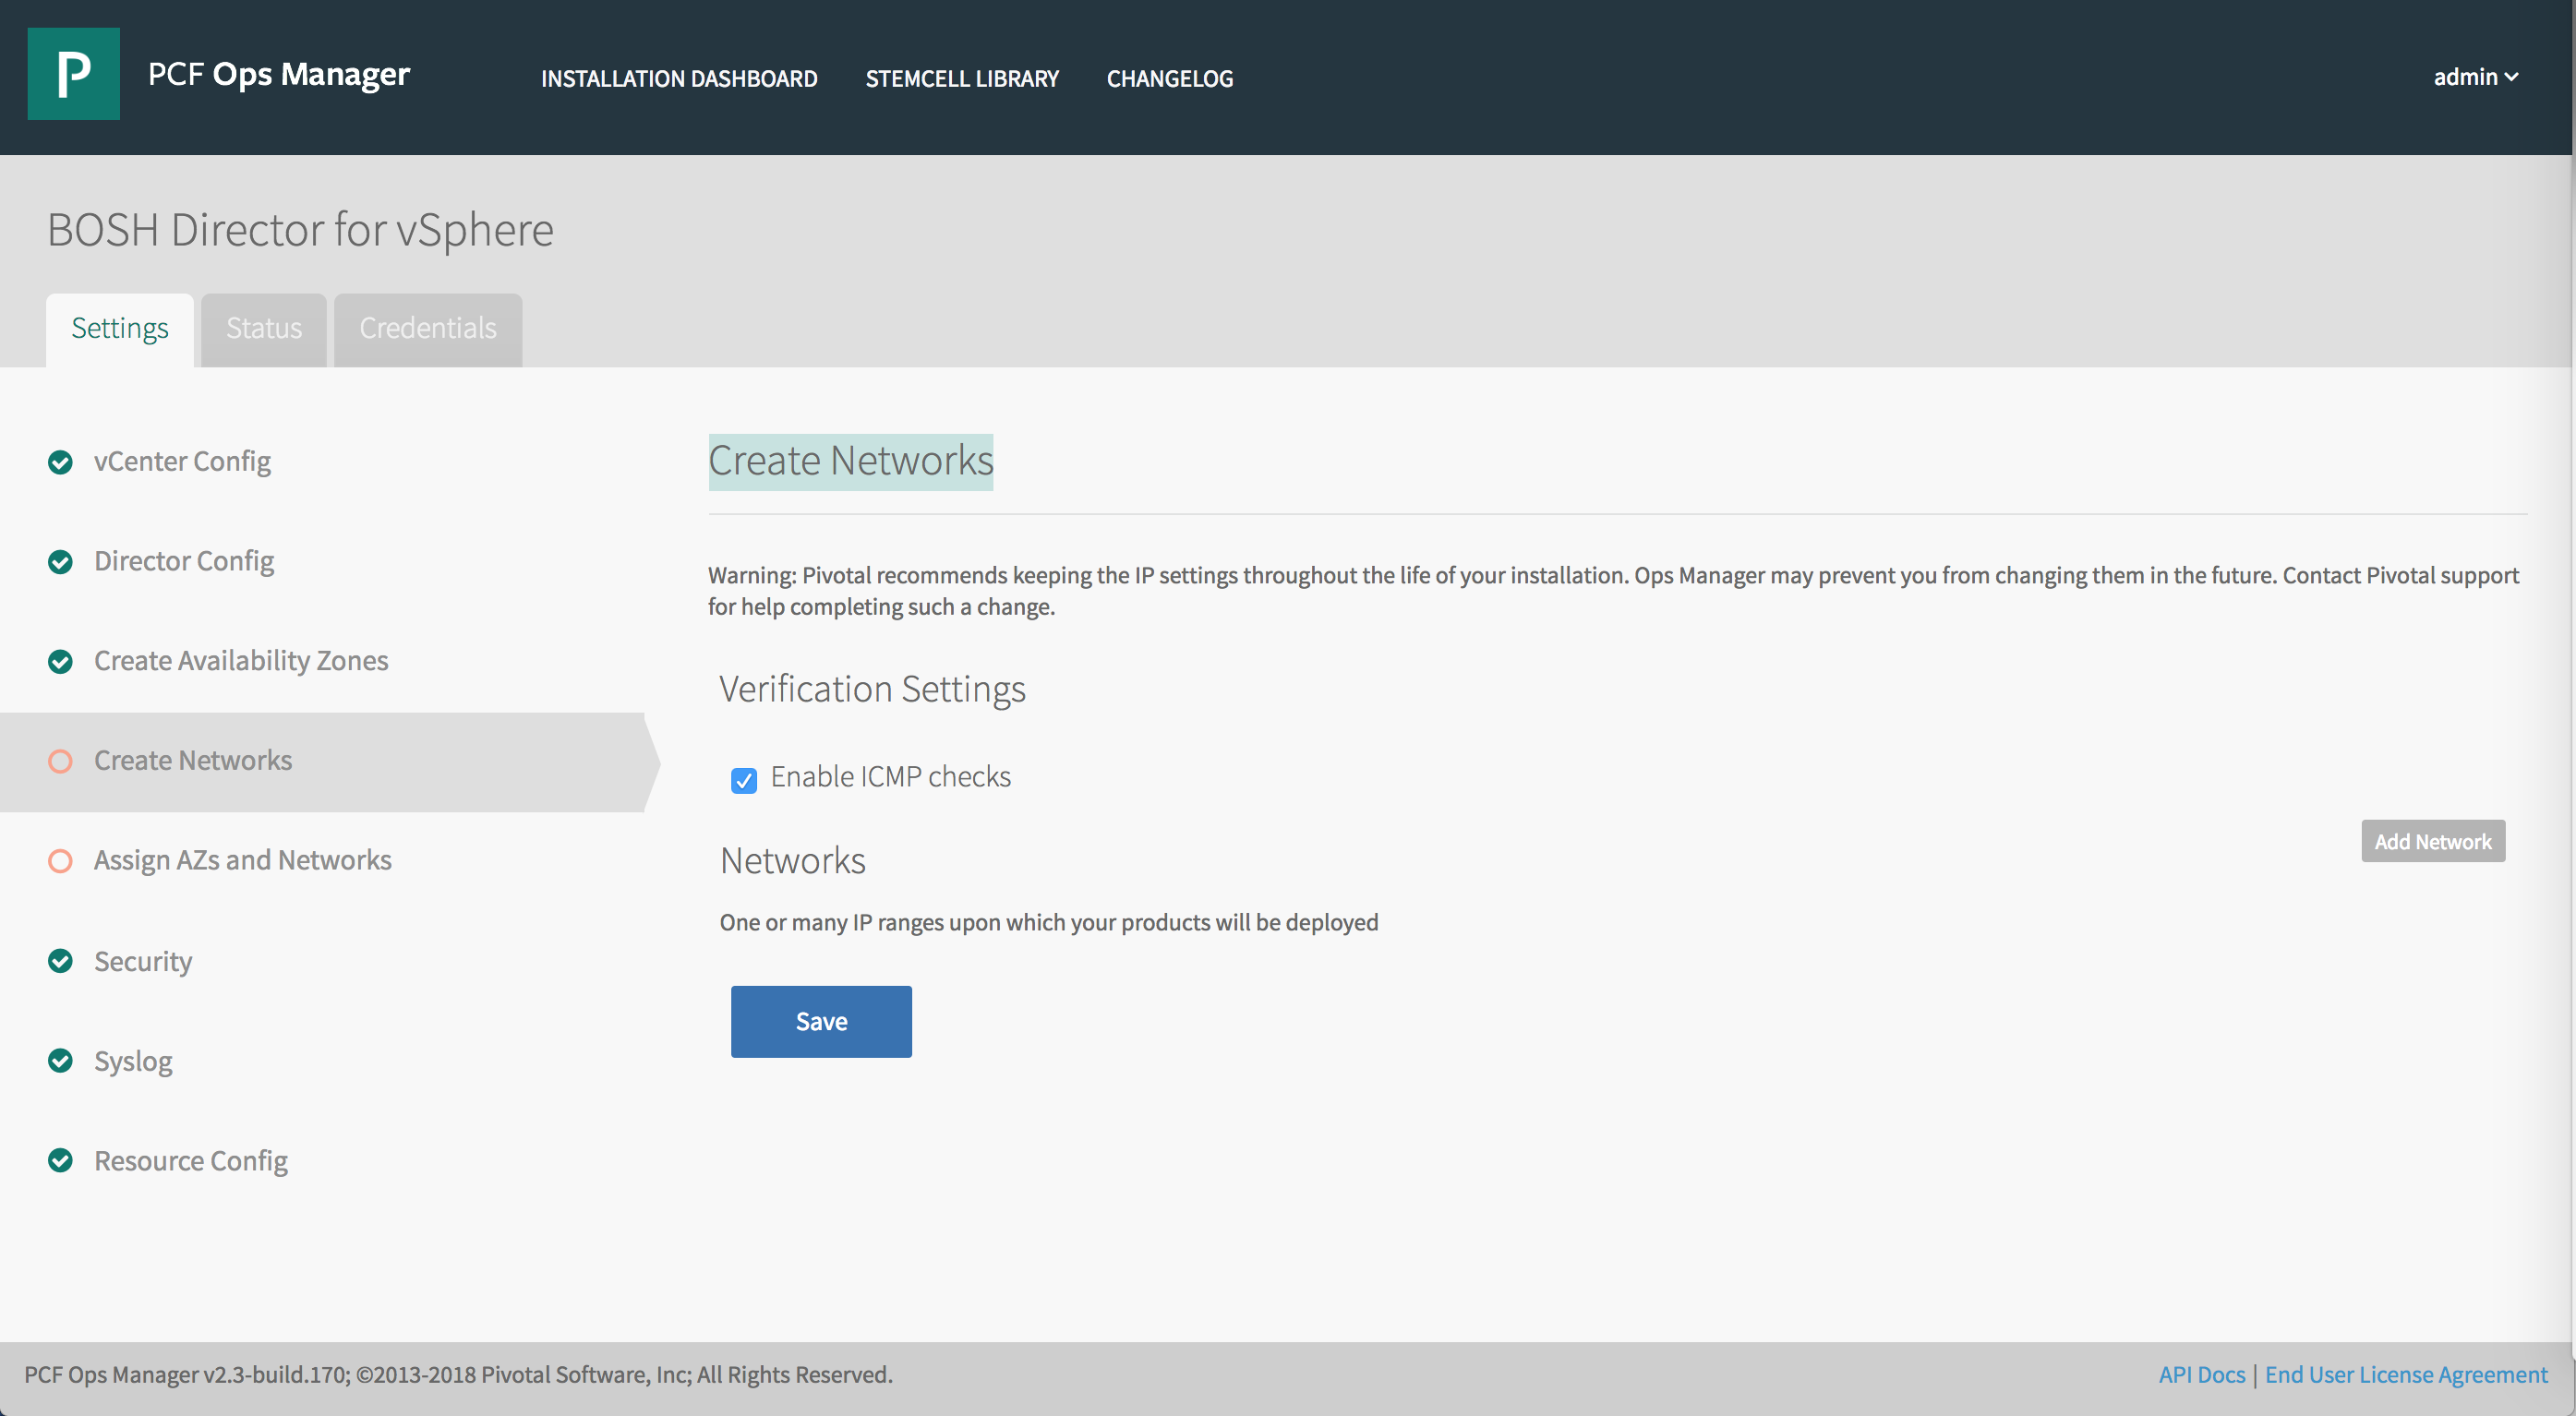 P
PCF Ops Manager
INSTALLATION DASHBOARD
STEMCELL LIBRARY
CHANGELOG
admin
BOSH Director for vSphere
Settings
Status
Credentials
vCenter Config
Director Config
Create Availability Zones
Create Networks
Assign AZs and Networks
Security
Syslog
Resource Config
Create Networks
Warning: Pivotal recommends keeping the IP settings throughout the life of your installation. Ops Manager may prevent you from changing them in the future. Contact Pivotal support
for help completing such a change.
Verification Settings
Enable ICMP checks
Networks
Add Network
One or many IP ranges upon which your products will be deployed
Save
PCF Ops Manager v2.3-build.170; ©2013-2018 Pivotal Software, Inc; All Rights Reserved.
API Docs | End User License Agreement